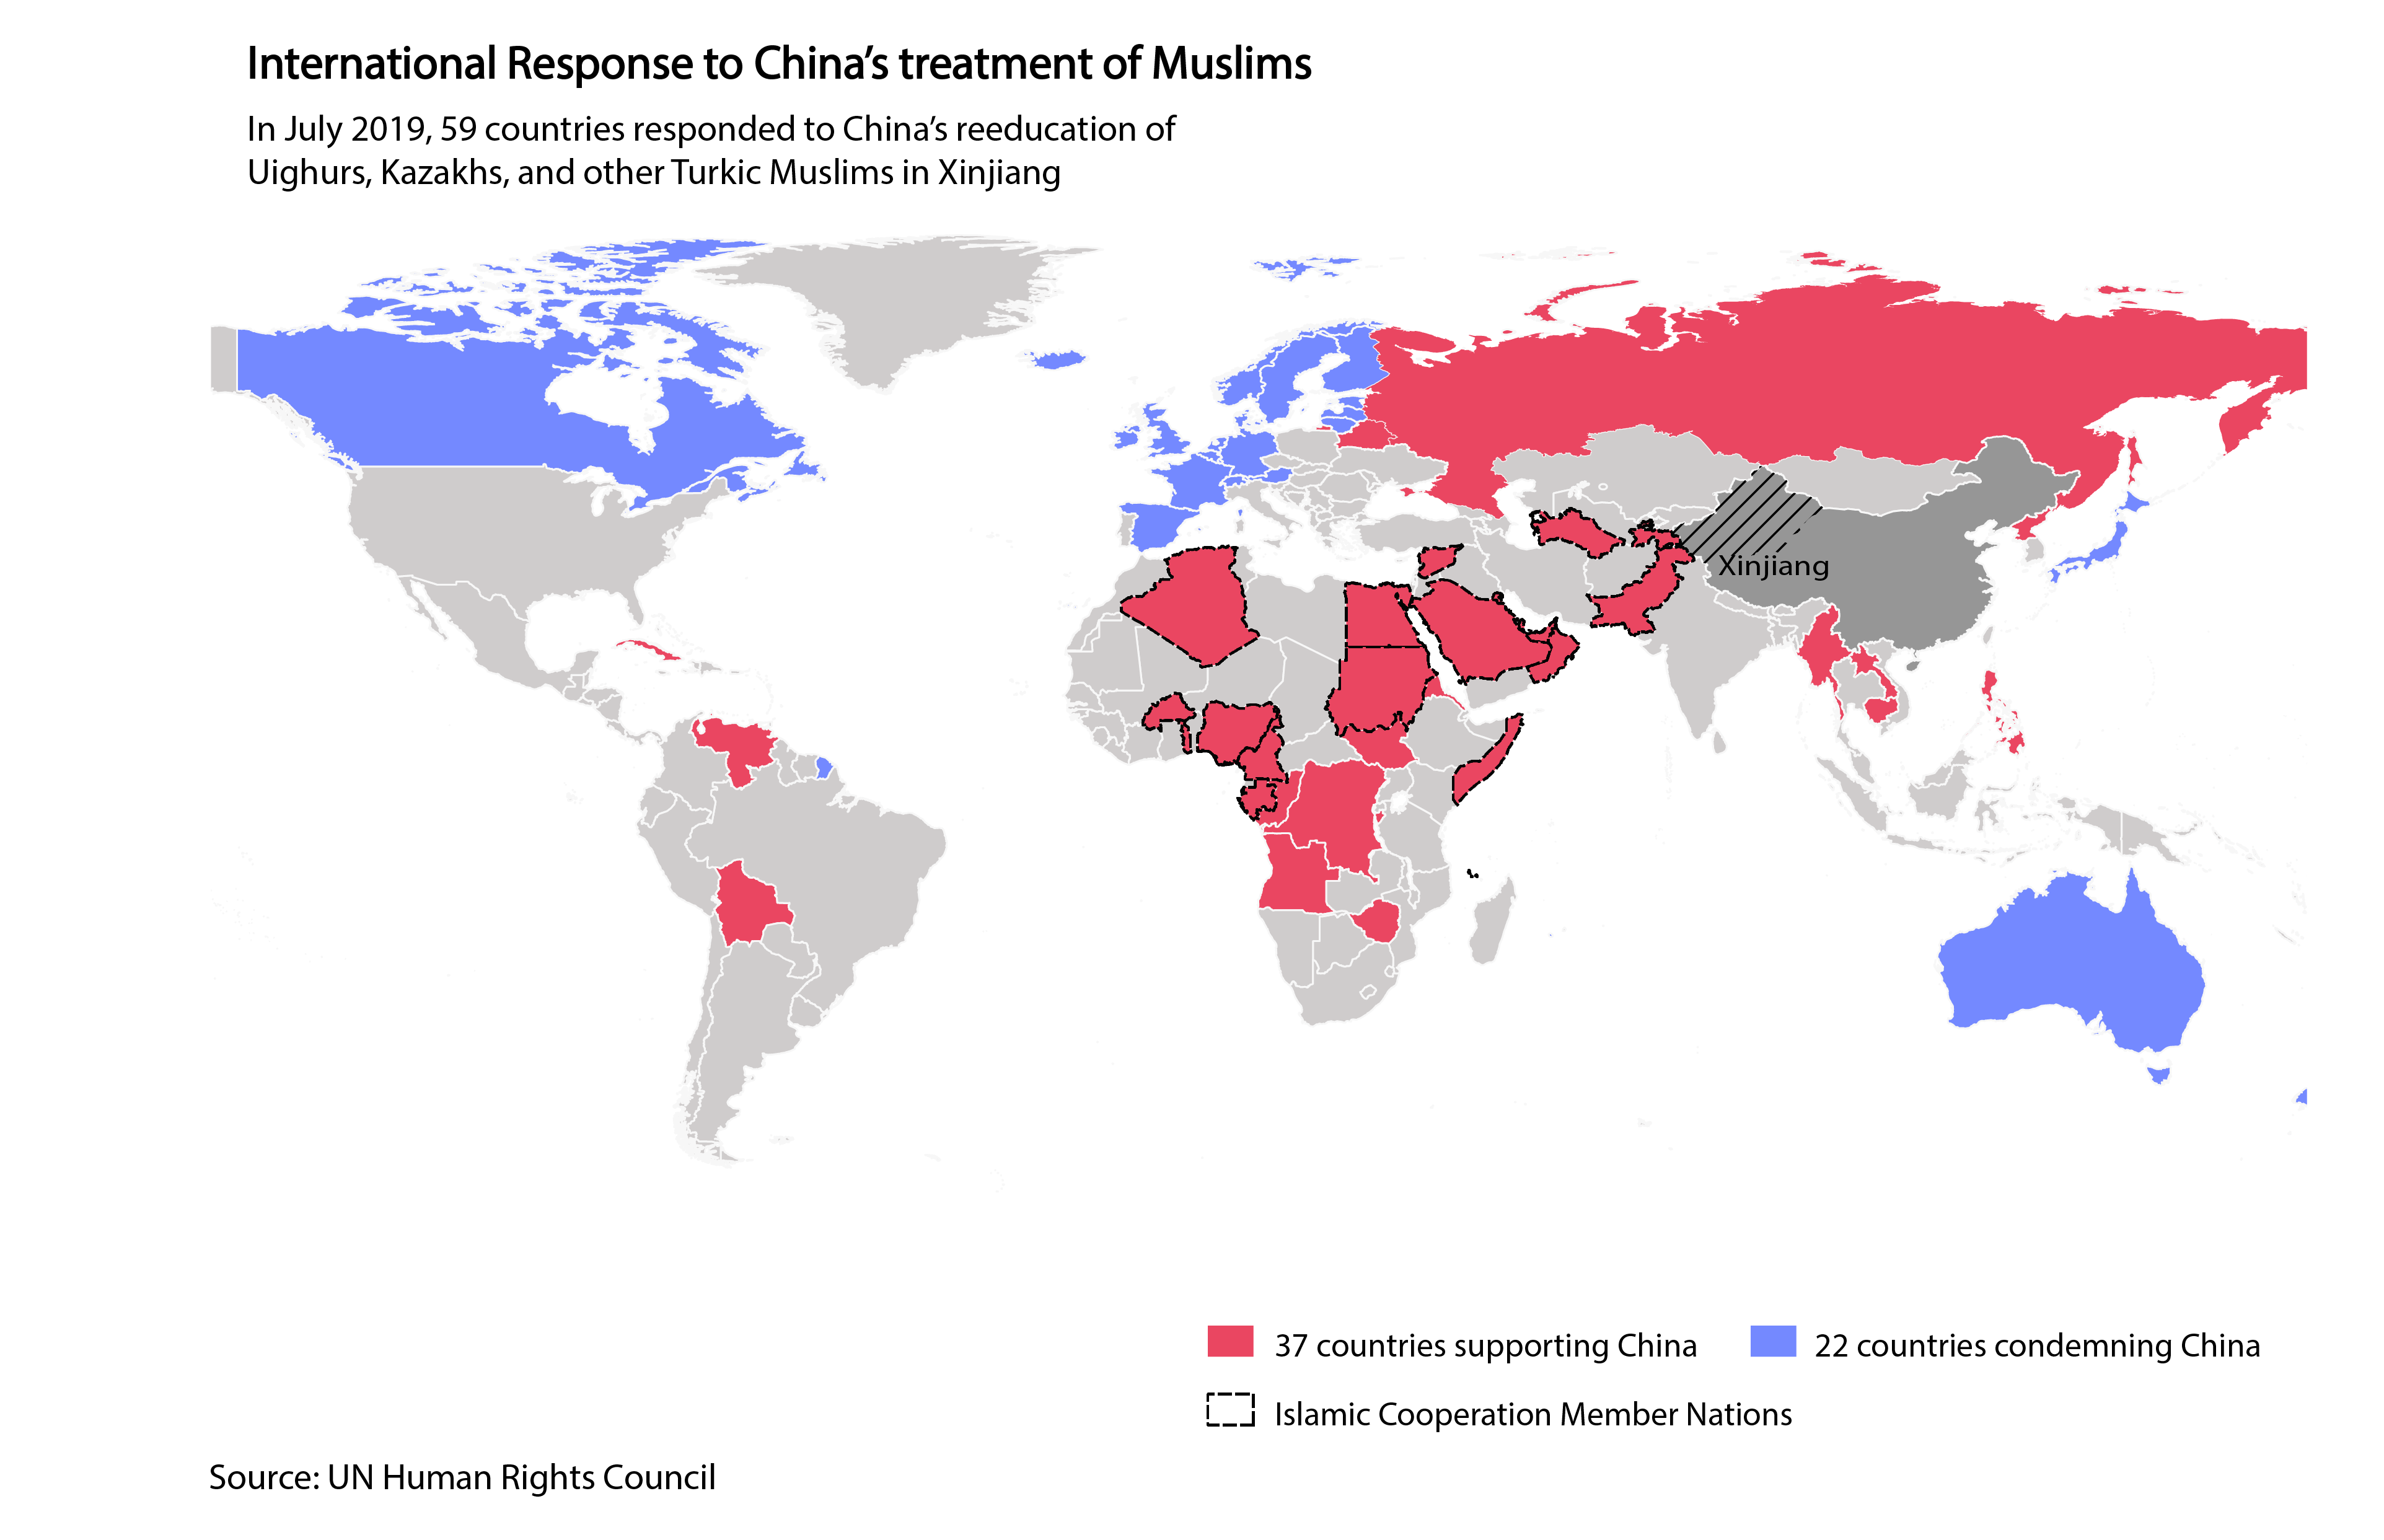 International Response to China’s treatment of Muslims
In July 2019, 59 countries responded to China’s reeducation of
Uighurs, Kazakhs, and other Turkic Muslims in Xinjiang
Xinjiang
37 countries supporting China
22 countries condemning China
Islamic Cooperation Member Nations
Source: UN Human Rights Council